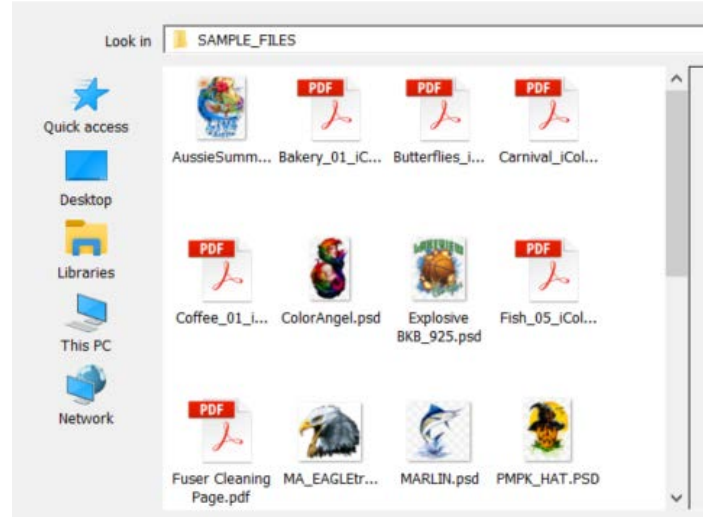 Look in
SAMPLE_FILES
Quick access
Desktop
Libraries
This PC
Network
PDF
PDF
PDF
AussieSumm...
Bakery_01_iC...
Butterflies_i...
Carnival_iCol...
PDF
PDF
Coffee_01_i...
ColorAngel.psd
Explosive
BKB_925.psd
Fish_05_iCol...
PDF
Fuser Cleaning
Page.pdf
MA_EAGLEtr...
MARLIN.psd
PMPK_HAT.PSD